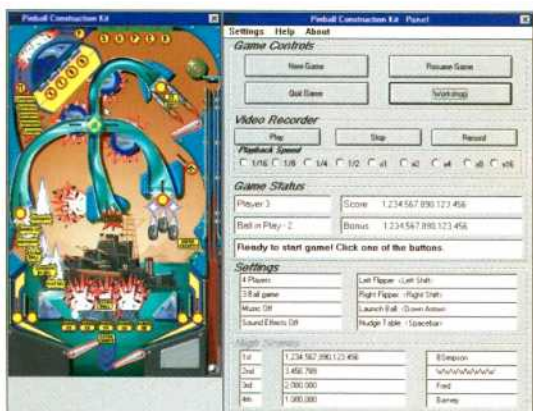 Pinball Construction Kit
S U P E R
Pinball Construction Kit Panel
Settings Help About
Game Controls
New Game
Resume Game
Quit Game
Workshop
Video Recorder
Play
Stop
Record
Playback Speed
1/16 1/8 1/4 1/2 x1 x2 x4 x8 x16
Game Status
Player 3
Score 1,234,567,890,123,456
Ball in Play - 2
Bonus 1,234,567,890,123,456
Ready to start game! Click one of the buttons.
Settings
4 Players
Left Flipper <Left Shift>
3 Ball game
Right Flipper <Right Shift>
Music Off
Launch Ball <Down Arrow>
Sound Effects Off
Nudge Table <Spacebar>
High Scores
1st 1,234,567,890,123,456 BSimpson
2nd 3,456,789
3rd 2,000,000 Fred
4th 1,000,000 Barney